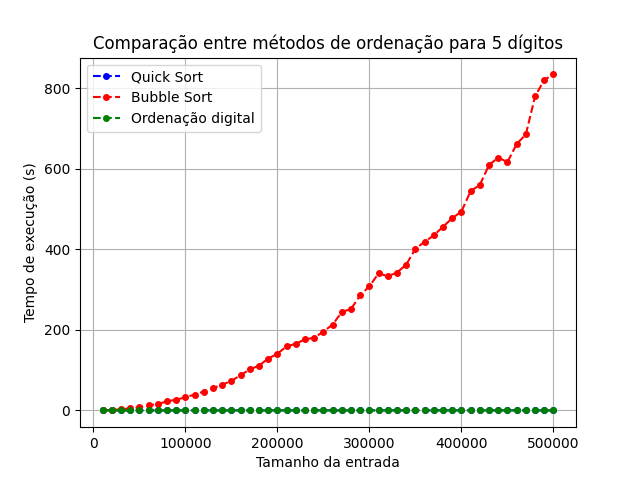 Comparação entre métodos de ordenação para 5 dígitos
Quick Sort
Bubble Sort
Ordenação digital
Tempo de execução (s)
800
600
400
200
0
0 100000 200000 300000 400000 500000
Tamanho da entrada